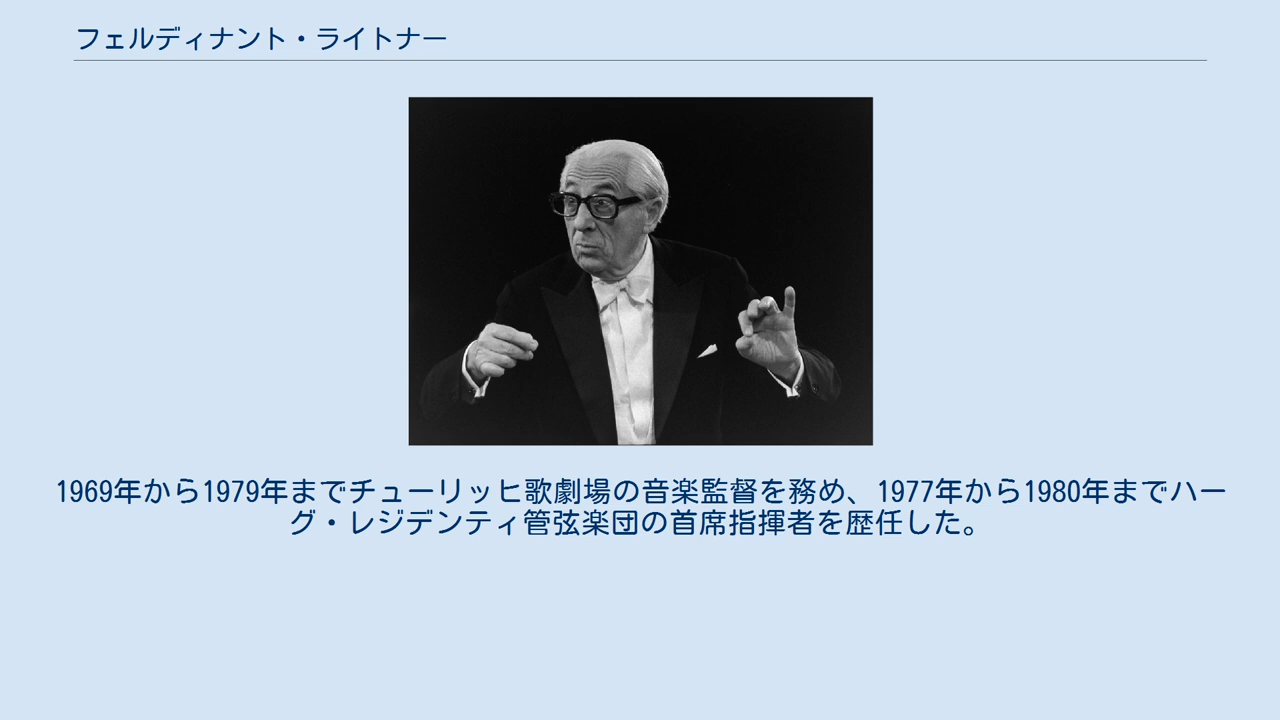 フェルディナント・ライトナー
1969年から1979年までチューリッヒ歌劇場の音楽監督を務め、1977年から1980年までハー
グ・レジデンティ管弦楽団の首席指揮者を歴任した。